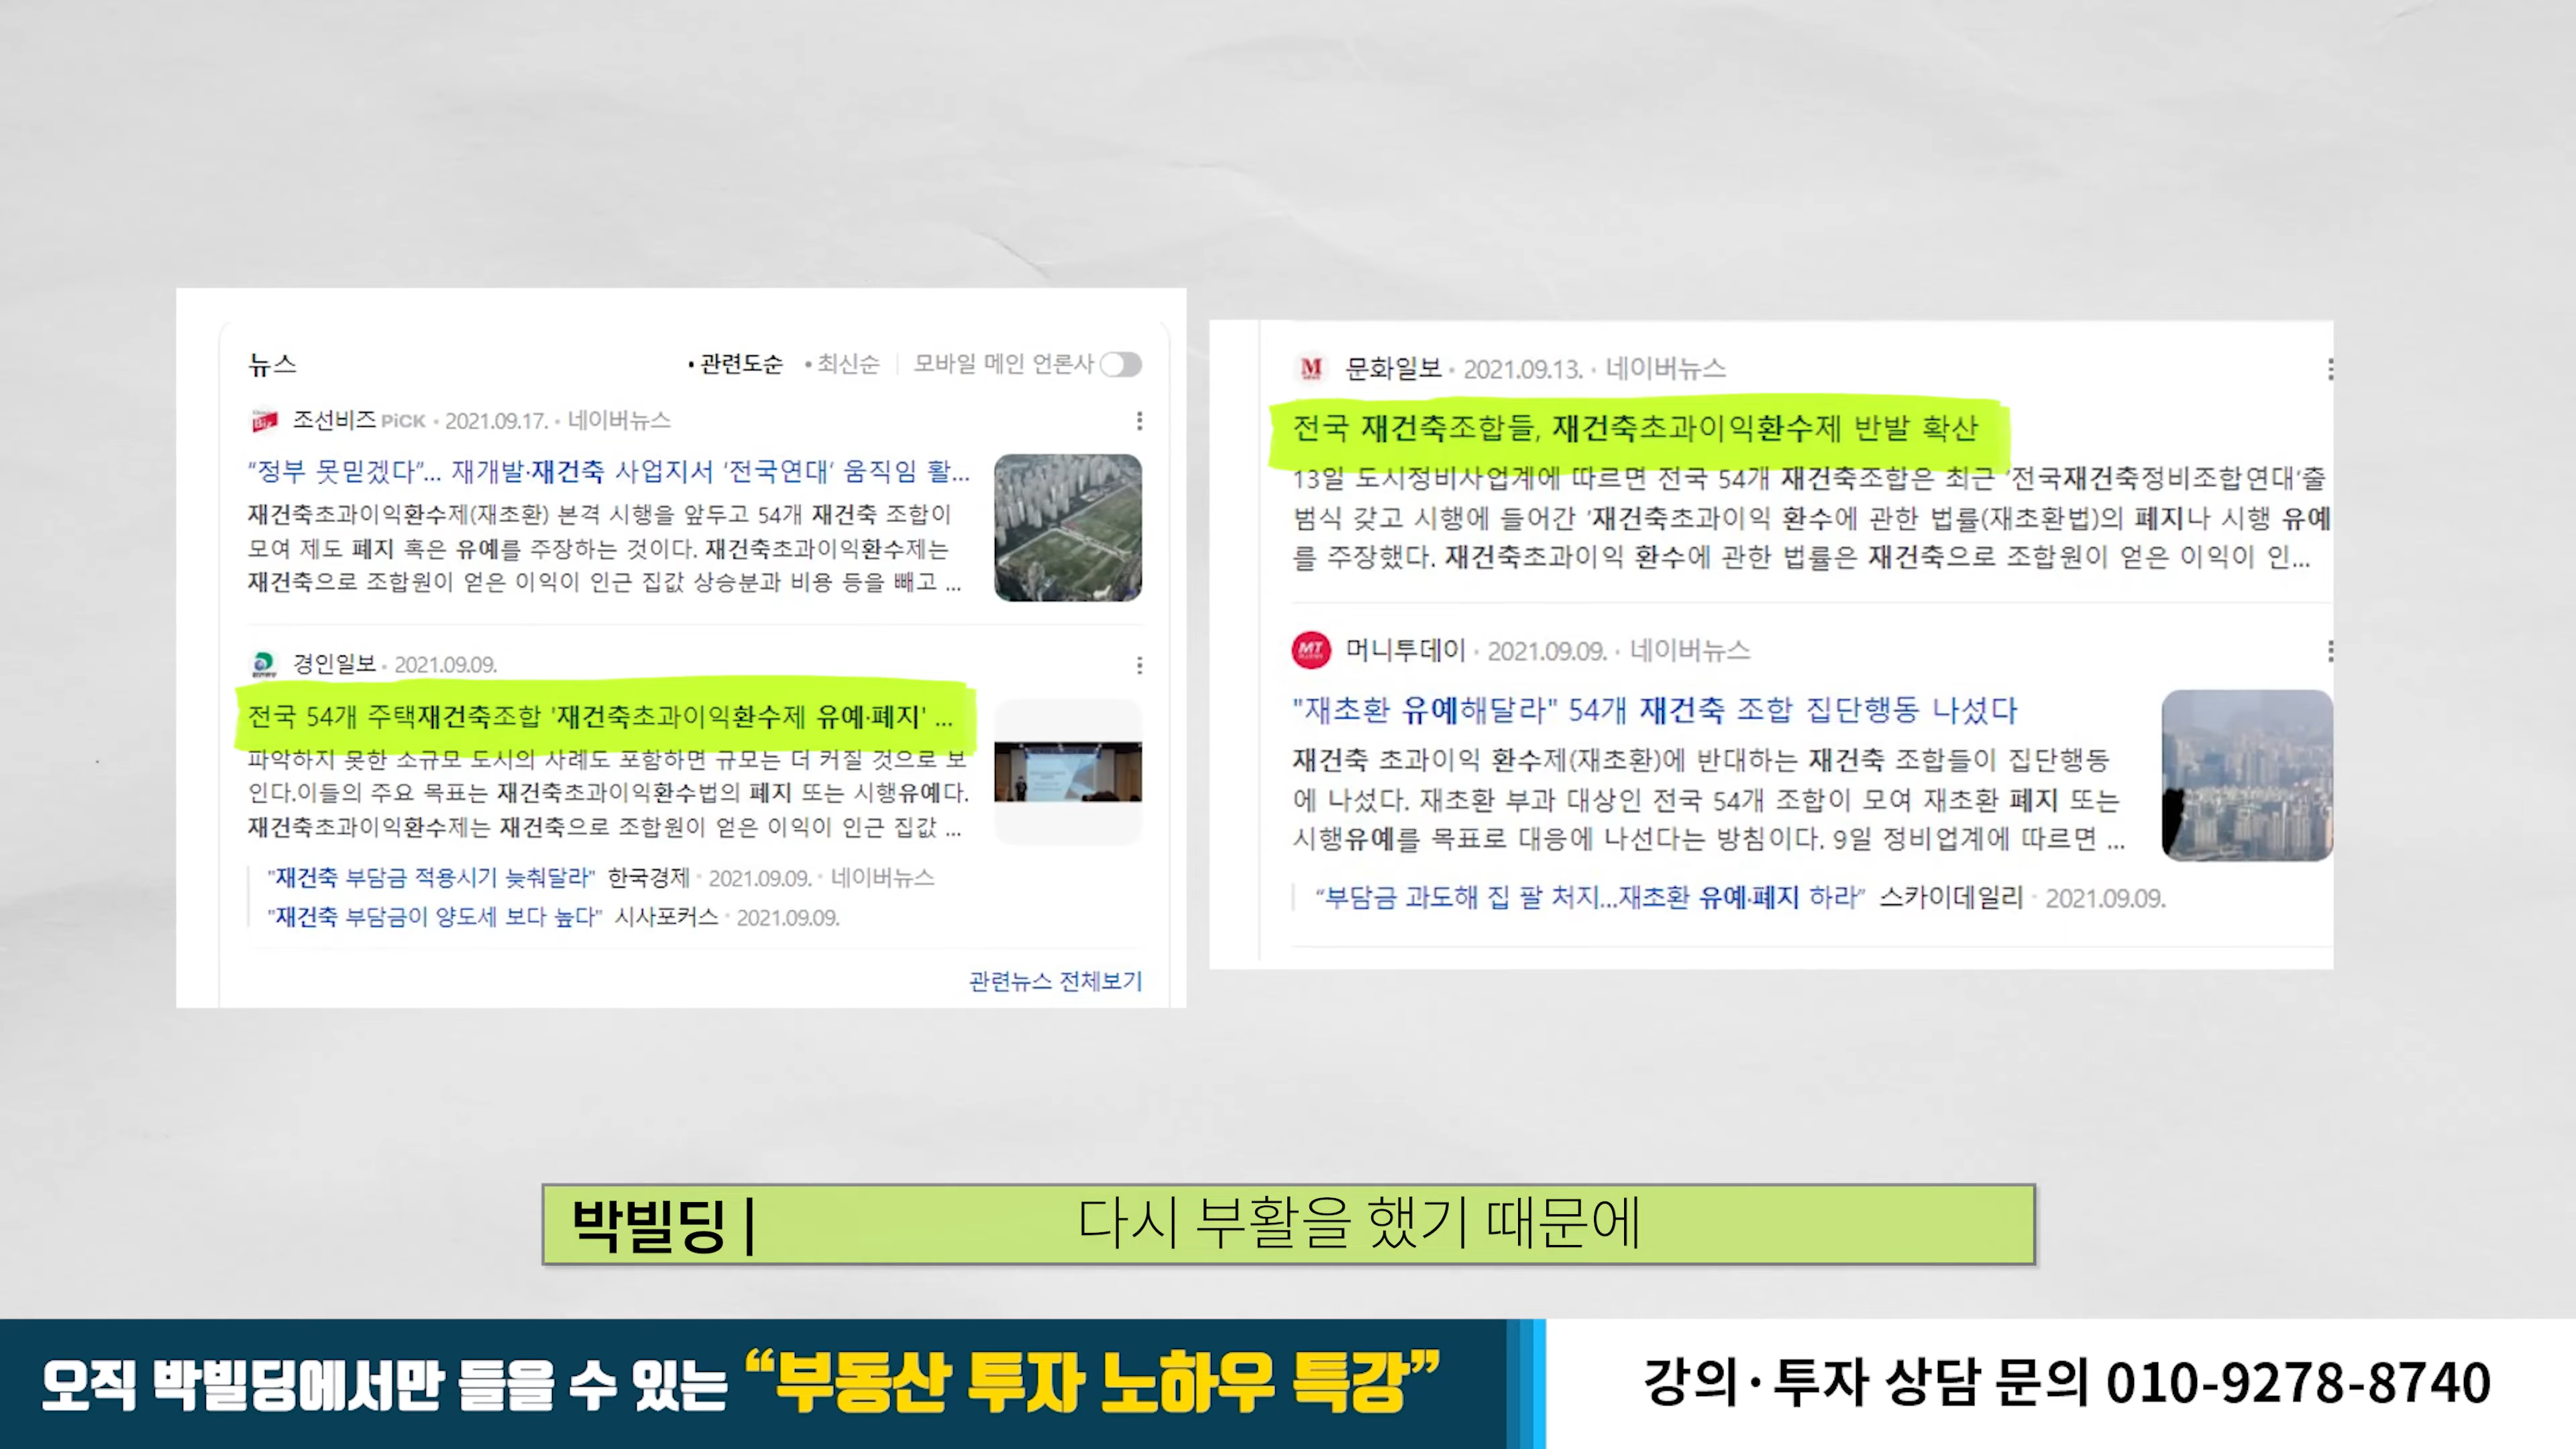 뉴스
• 관련도순 • 최신순 모바일 메인 언론사
조선비즈 PiCK · 2021.09.17. · 네이버뉴스
“정부 못믿겠다”... 재개발·재건축 사업지서 '전국연대' 움직임 활...
재건축초과이익환수제(재초환) 본격 시행을 앞두고 54개 재건축 조합이
모여 제도 폐지 혹은 유예를 주장하는 것이다. 재건축초과이익환수제는
재건축으로 조합원이 얻은 이익이 인근 집값 상승분과 비용 등을 빼고 ...
경인일보 · 2021.09.09.
전국 54개 주택재건축조합 '재건축초과이익환수제 유예·폐지' ...
파악하지 못한 소규모 도시의 사례도 포함하면 규모는 더 커질 것으로 보
인다.이들의 주요 목표는 재건축초과이익환수법의 폐지 또는 시행유예다.
재건축초과이익환수제는 재건축으로 조합원이 얻은 이익이 인근 집값 ...
"재건축 부담금 적용시기 늦춰달라" 한국경제 · 2021.09.09. · 네이버뉴스
"재건축 부담금이 양도세 보다 높다" 시사포커스 · 2021.09.09.
관련뉴스 전체보기
M 문화일보 · 2021.09.13. · 네이버뉴스
전국 재건축조합들, 재건축초과이익환수제 반발 확산
13일 도시정비사업계에 따르면 전국 54개 재건축조합은 최근 '전국재건축정비조합연대'출
범식 갖고 시행에 들어간 '재건축초과이익 환수에 관한 법률(재초환법)의 폐지나 시행 유예
를 주장했다. 재건축초과이익 환수에 관한 법률은 재건축으로 조합원이 얻은 이익이 인...
MT 머니투데이 · 2021.09.09. · 네이버뉴스
"재초환 유예해달라" 54개 재건축 조합 집단행동 나섰다
재건축 초과이익 환수제(재초환)에 반대하는 재건축 조합들이 집단행동
에 나섰다. 재초환 부과 대상인 전국 54개 조합이 모여 재초환 폐지 또는
시행유예를 목표로 대응에 나선다는 방침이다. 9일 정비업계에 따르면 ...
“부담금 과도해 집 팔 처지...재초환 유예·폐지 하라” 스카이데일리 · 2021.09.09.
박빌딩 | 다시 부활을 했기 때문에
오직 박빌딩에서만 들을 수 있는 “부동산 투자 노하우 특강”
강의·투자 상담 문의 010-9278-8740